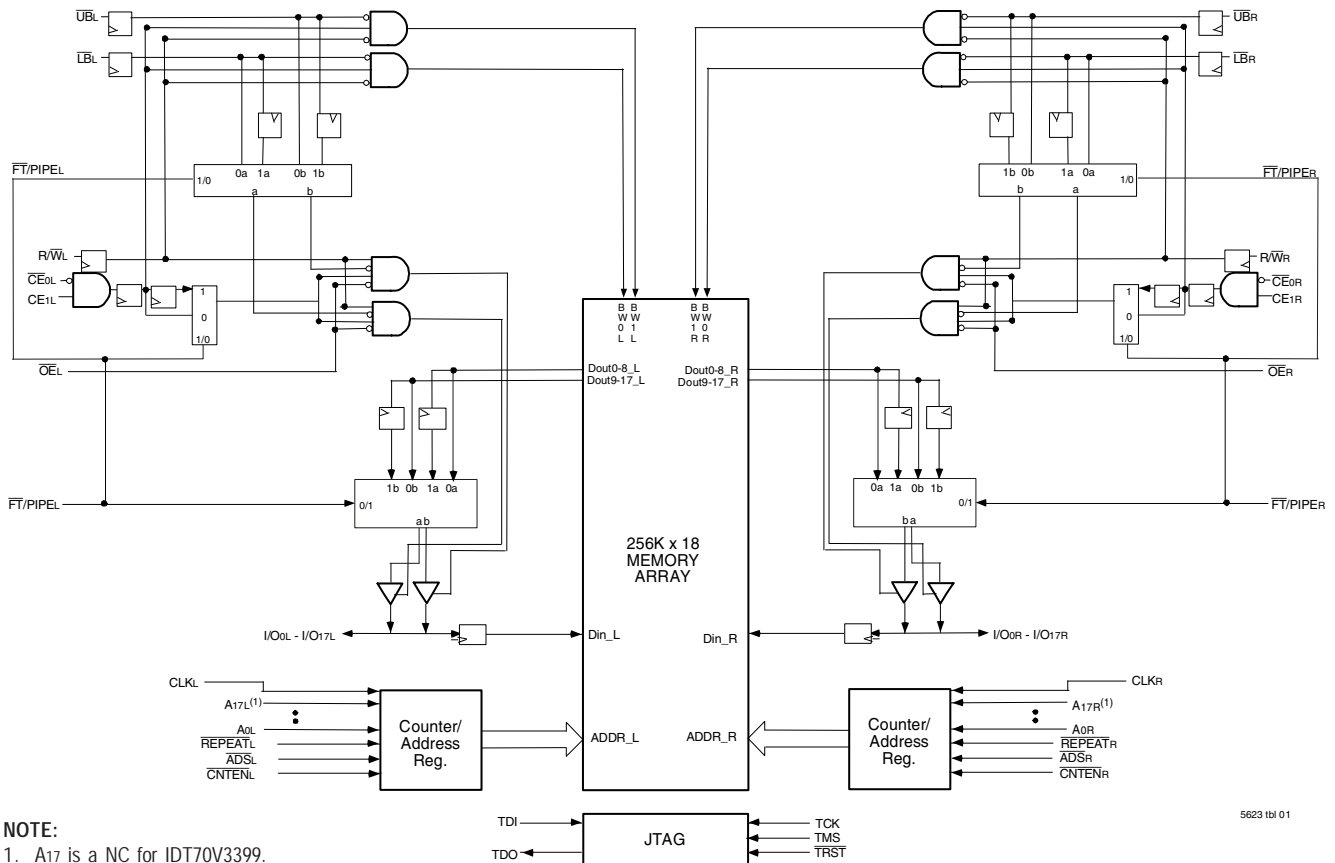 UBL
UBR
LBL
LBR
FT/PIPEL
1/0
0a 1a 0b 1b
a b
1b 0b 1a 0a
b a
1/0
FT/PIPER
R/WL
R/WR
CE0L
CE1L
1
0
1/0
CE0R
CE1R
1
0
1/0
OEL
OER
BW0L
BW1L
BW1R
BW0R
Dout0-8_L
Dout9-17_L
Dout0-8_R
Dout9-17_R
1b 0b 1a 0a
0/1
a b
0a 1a 0b 1b
0/1
b a
FT/PIPEL
FT/PIPER
256K x 18
MEMORY
ARRAY
I/O0L - I/O17L
Din_L
Din_R
I/O0R - I/O17R
CLKL
A17L(1)
A0L
REPEATL
ADSL
CNTENL
Counter/
Address
Reg.
ADDR_L
ADDR_R
Counter/
Address
Reg.
CLKR
A17R(1)
A0R
REPEATR
ADSR
CNTENR
5623 tbl 01
TDI
TDO
JTAG
TCK
TMS
TRST
NOTE:
1. A17 is a NC for IDT70V3399.